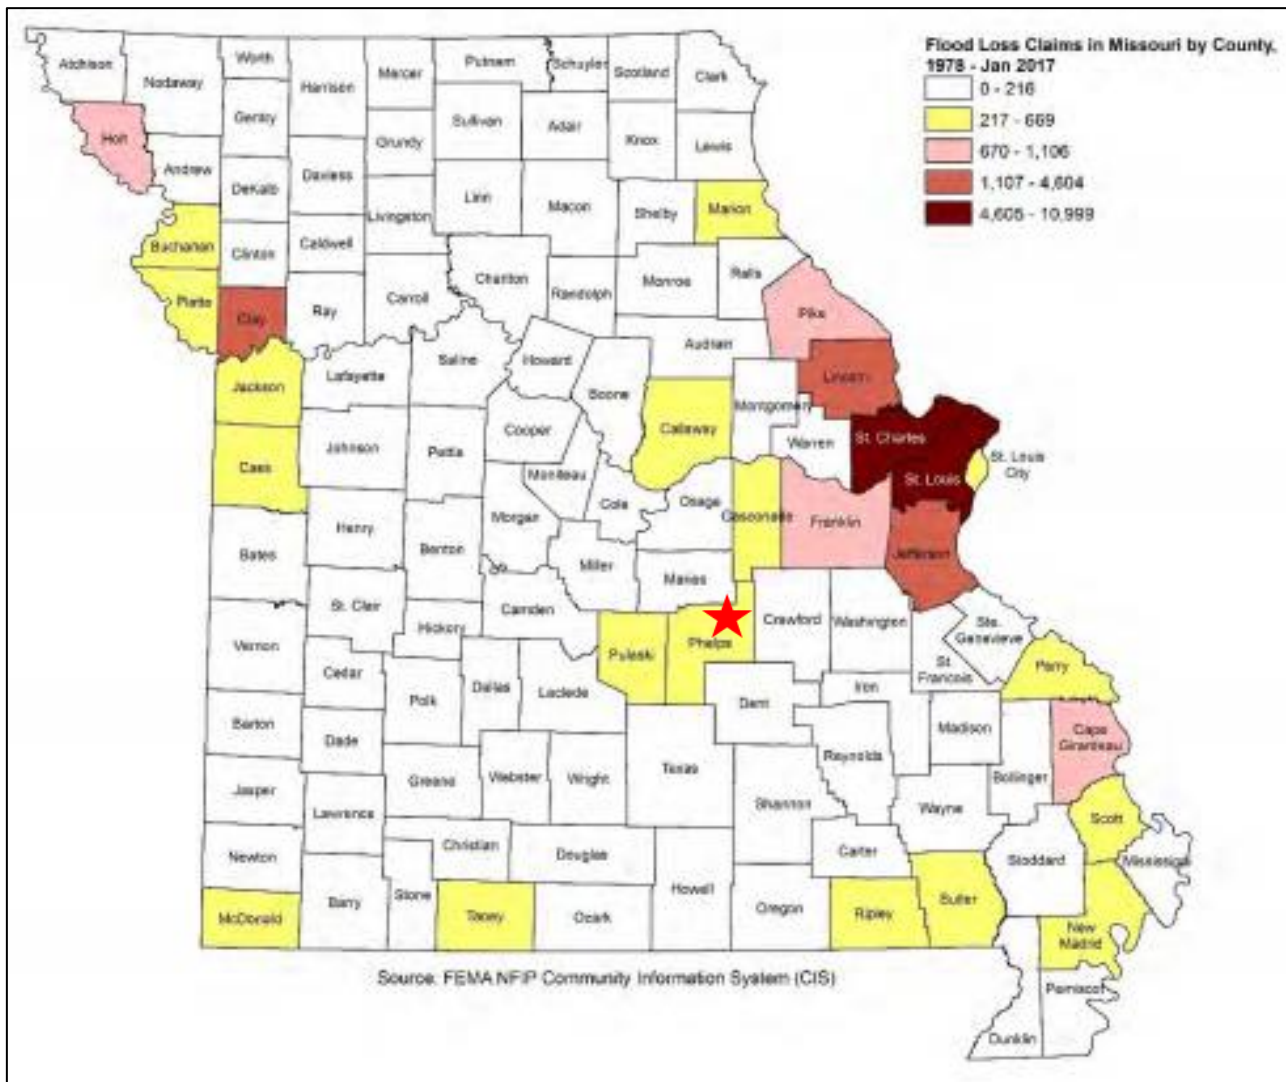 Flood Loss Claims in Missouri by County,
1978 - Jan 2017
0 - 216
217 - 669
670 - 1,106
1,107 - 4,604
4,605 - 10,999
Atchison
Nodaway
Worth
Harrison
Mercer
Putnam
Schuyler
Scotland
Clark
Holt
Gentry
Sullivan
Adair
Knox
Lewis
Grundy
Andrew
DeKalb
Daviess
Livingston
Linn
Macon
Shelby
Marion
Buchanan
Clinton
Caldwell
Chariton
Randolph
Monroe
Ralls
Platte
Clay
Ray
Carroll
Pike
Audrain
Saline
Howard
Boone
Jackson
Lafayette
Lincoln
Montgomery
Callaway
Cooper
Warren
St. Charles
St. Louis
City
Cass
Johnson
Pettis
Moniteau
St. Louis
Cole
Osage
Gasconade
Franklin
Morgan
Henry
Bates
Benton
Miller
Maries
Jefferson
St. Clair
Camden
Hickory
Crawford
Washington
Ste.
Genevieve
Vernon
Pulaski
Phelps
St.
Francois
Perry
Cedar
Polk
Dallas
Laclede
Iron
Dent
Barton
Dade
Madison
Cape
Girardeau
Reynolds
Bollinger
Jasper
Greene
Webster
Wright
Texas
Shannon
Lawrence
Wayne
Scott
Newton
Christian
Douglas
Carter
Stoddard
Mississippi
McDonald
Barry
Stone
Taney
Ozark
Howell
Oregon
Ripley
Butler
New
Madrid
Pemiscot
Dunklin
Source: FEMA NFIP Community Information System (CIS)